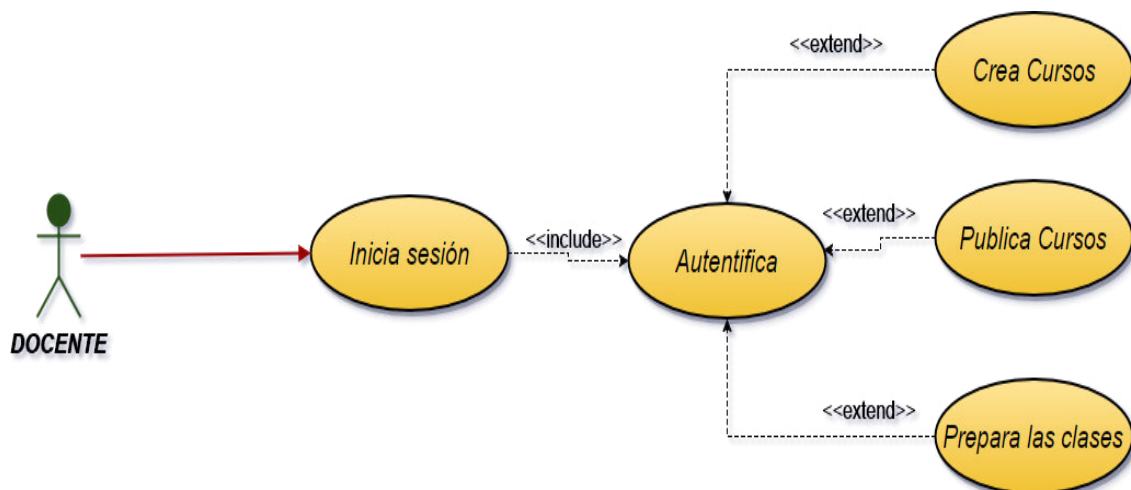 <<extend>>
Crea Cursos
<<extend>>
Publica Cursos
Inicia sesión
<<include>>
Autentifica
DOCENTE
<<extend>>
Prepara las clases